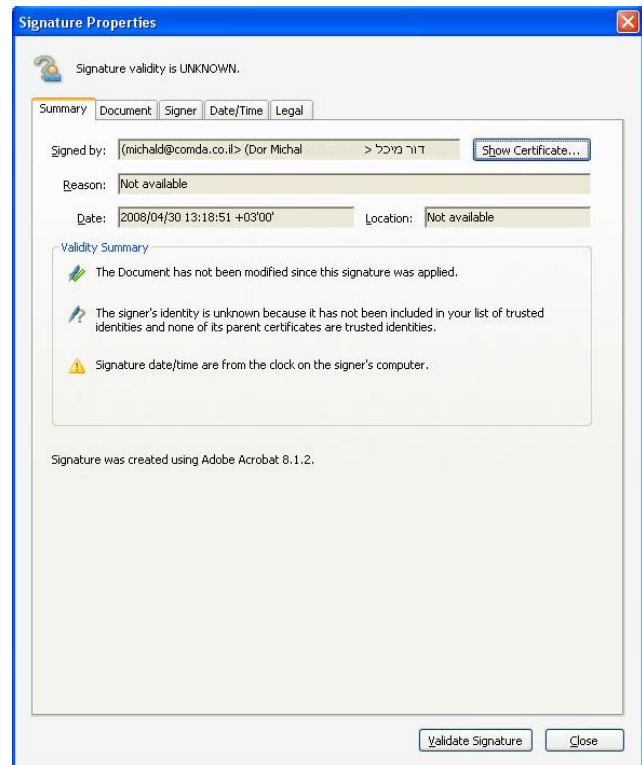 Signature Properties
Signature validity is UNKNOWN.
Summary Document Signer Date/Time Legal
Signed by: (michald@comda.co.il> (Dor Michal > דור מיכל Show Certificate...
Reason: Not available
Date: 2008/04/30 13:18:51 +03'00' Location: Not available
Validity Summary
The Document has not been modified since this signature was applied.
The signer's identity is unknown because it has not been included in your list of trusted
identities and none of its parent certificates are trusted identities.
Signature date/time are from the clock on the signer's computer.
Signature was created using Adobe Acrobat 8.1.2.
Validate Signature Close